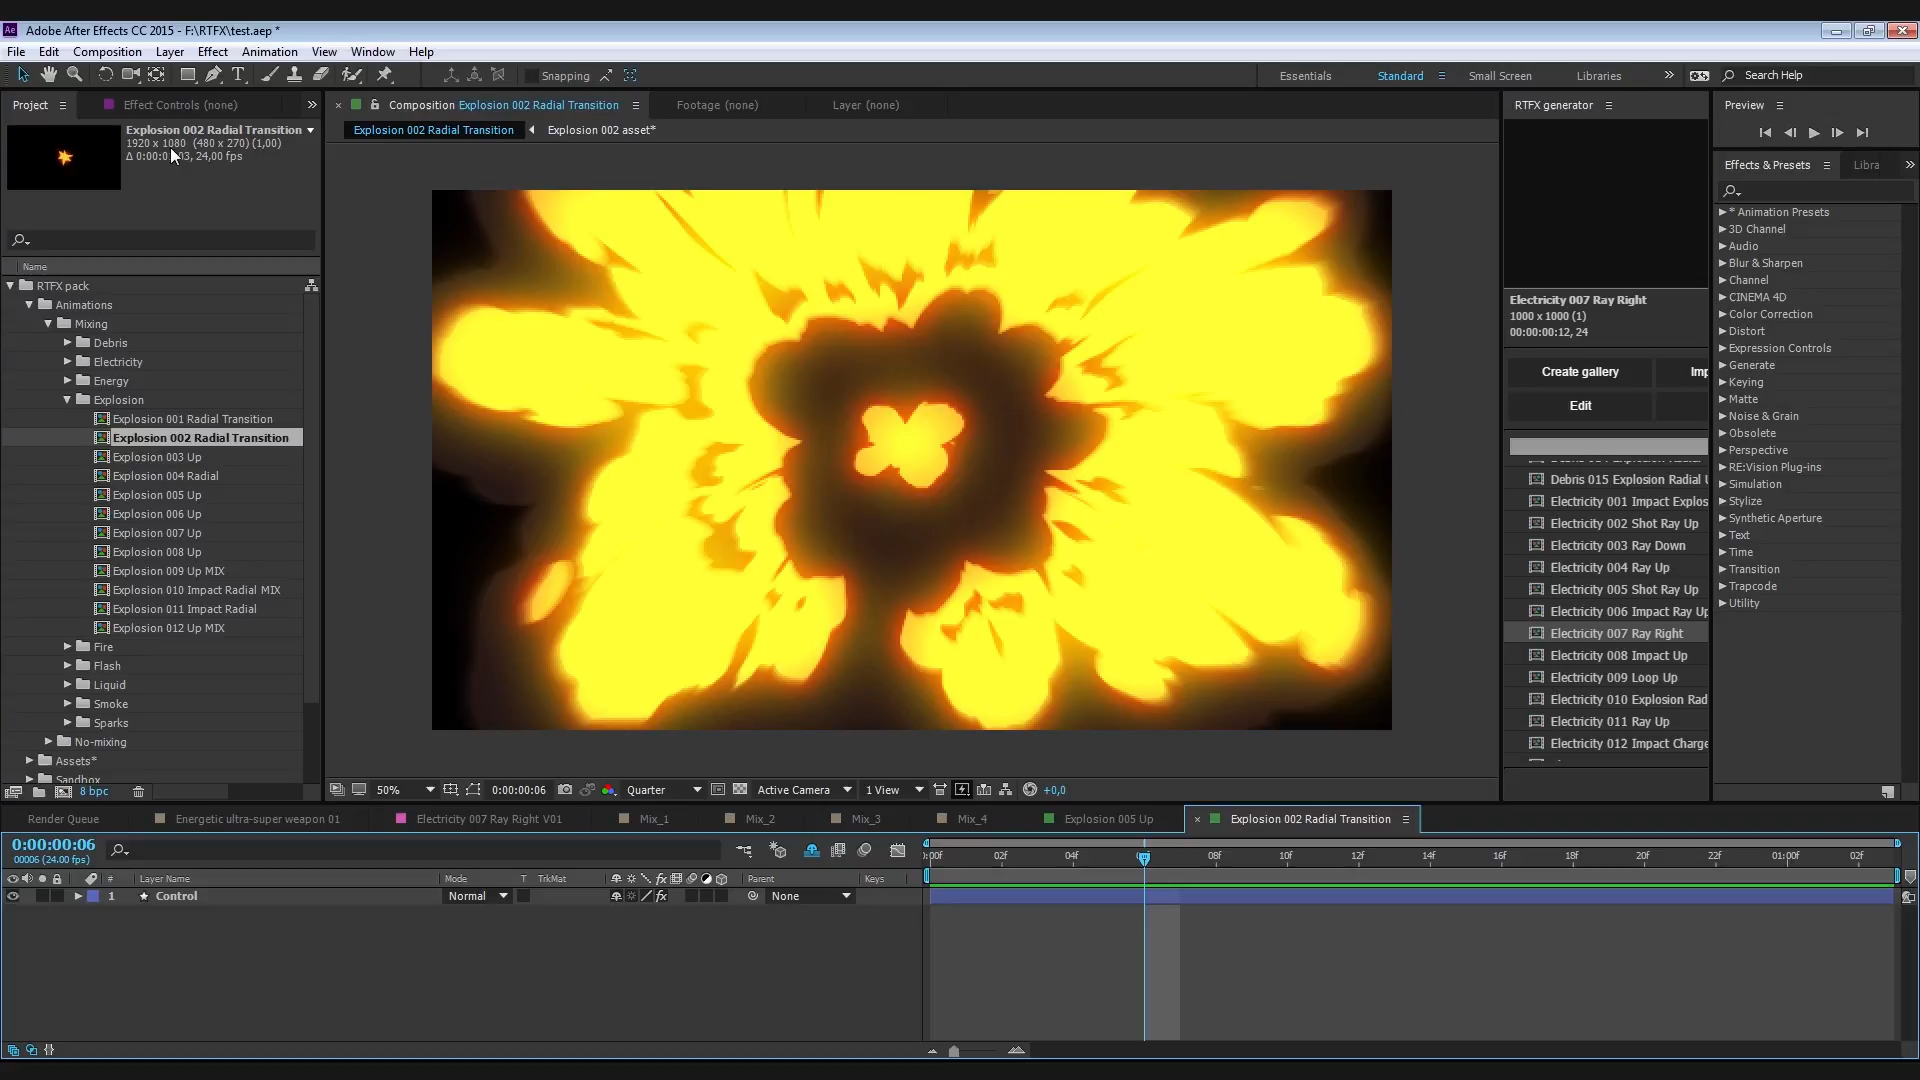 Adobe After Effects CC 2015 - F:\RTFX\test.aep *
File Edit Composition Layer Effect Animation View Window Help
Snapping
Essentials Standard Small Screen Libraries Search Help
Project Effect Controls (none)
Explosion 002 Radial Transition
1920 x 1080 (480 x 270) (1,00)
24,00 fps
Name
RTFX pack
Animations
Mixing
Debris
Electricity
Energy
Explosion
Explosion 001 Radial Transition
Explosion 002 Radial Transition
Explosion 003 Up
Explosion 004 Radial
Explosion 005 Up
Explosion 006 Up
Explosion 007 Up
Explosion 008 Up
Explosion 009 Up MIX
Explosion 010 Impact Radial MIX
Explosion 011 Impact Radial
Explosion 012 Up MIX
Fire
Flash
Liquid
Smoke
Sparks
No-mixing
Assets*
Sandbox
8 bpc
Composition Explosion 002 Radial Transition Footage (none) Layer (none)
Explosion 002 Radial Transition Explosion 002 asset*
50% 0:00:00:06 Quarter Active Camera 1 View +0,0
RTFX generator
Electricity 007 Ray Right
1000 x 1000 (1)
00:00:00:12, 24
Create gallery Imp
Edit
Debris 015 Explosion Radial U
Electricity 001 Impact Explos
Electricity 002 Shot Ray Up
Electricity 003 Ray Down
Electricity 004 Ray Up
Electricity 005 Shot Ray Up
Electricity 006 Impact Ray Up
Electricity 007 Ray Right
Electricity 008 Impact Up
Electricity 009 Loop Up
Electricity 010 Explosion Rad
Electricity 011 Ray Up
Electricity 012 Impact Charge
Preview
Effects & Presets Libra
* Animation Presets
3D Channel
Audio
Blur & Sharpen
Channel
CINEMA 4D
Color Correction
Distort
Expression Controls
Generate
Keying
Matte
Noise & Grain
Obsolete
Perspective
RE:Vision Plug-ins
Simulation
Stylize
Synthetic Aperture
Text
Time
Transition
Trapcode
Utility
Render Queue Energetic ultra-super weapon 01 Electricity 007 Ray Right V01 Mix_1 Mix_2 Mix_3 Mix_4 Explosion 005 Up Explosion 002 Radial Transition
0:00:00:06
00006 (24.00 fps)
:00f 02f 04f 08f 10f 12f 14f 16f 18f 20f 22f 01:00f 02f
# Layer Name Mode T TrkMat Parent Keys
1 Control Normal None